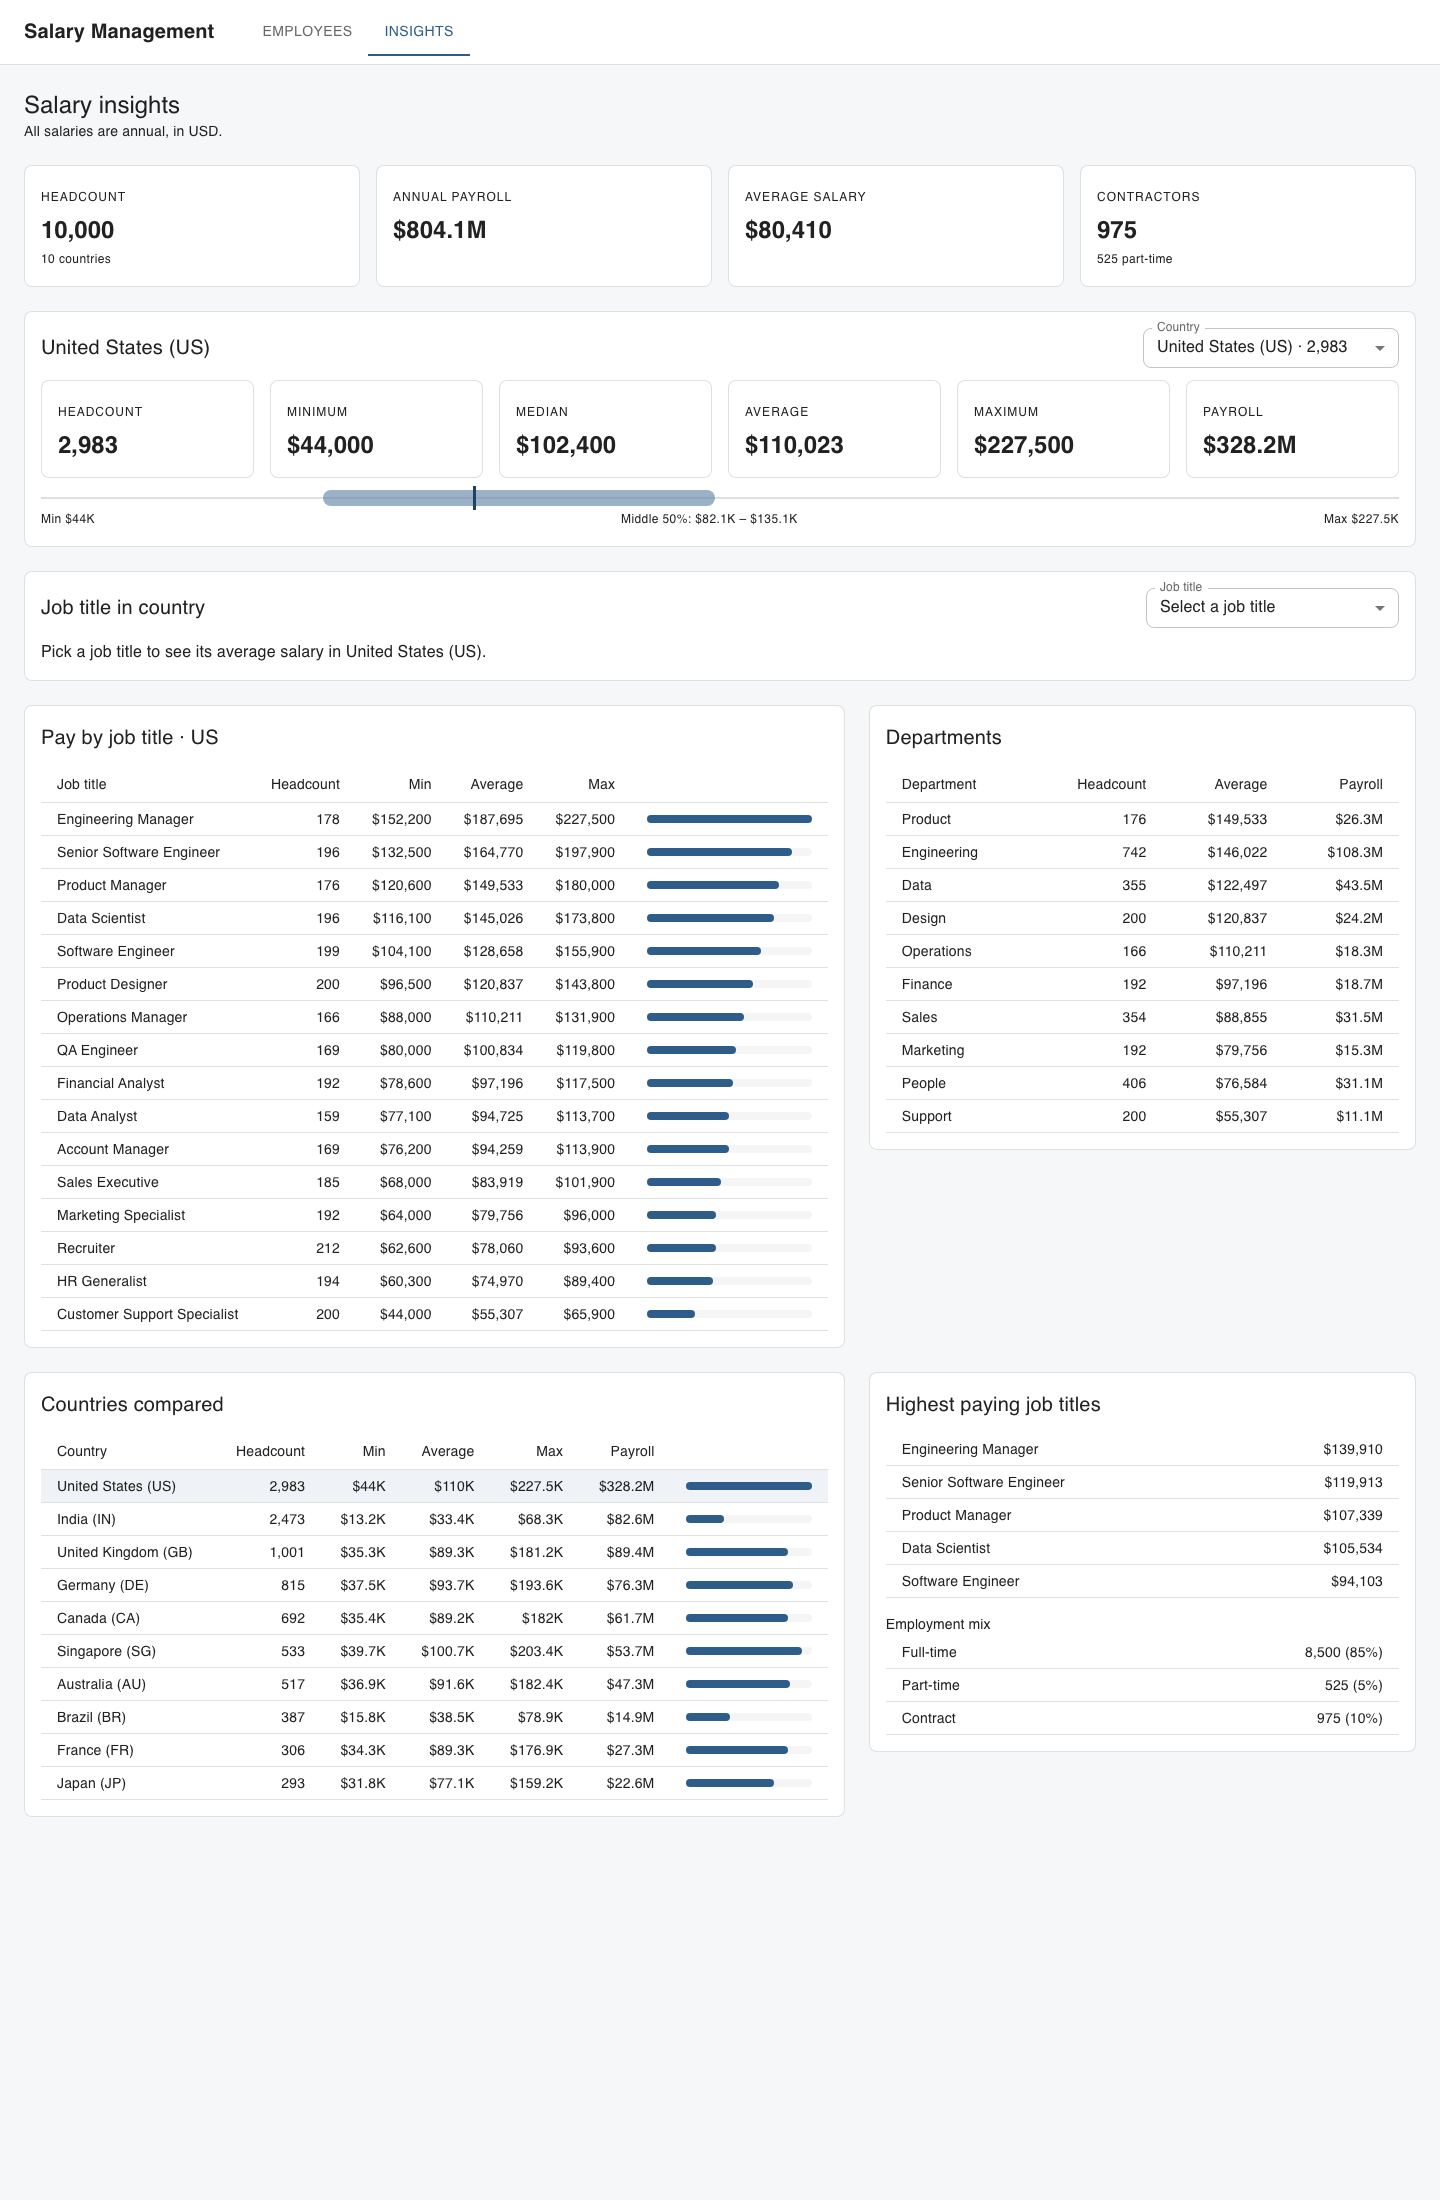 Salary Management EMPLOYEES INSIGHTS
Salary insights
All salaries are annual, in USD.
HEADCOUNT
10,000
10 countries
ANNUAL PAYROLL
$804.1M
AVERAGE SALARY
$80,410
CONTRACTORS
975
525 part-time
United States (US)
Country
United States (US) · 2,983
HEADCOUNT
2,983
MINIMUM
$44,000
MEDIAN
$102,400
AVERAGE
$110,023
MAXIMUM
$227,500
PAYROLL
$328.2M
Min $44K Middle 50%: $82.1K – $135.1K Max $227.5K
Job title in country
Job title
Select a job title
Pick a job title to see its average salary in United States (US).
Pay by job title · US
Job title Headcount Min Average Max
Engineering Manager 178 $152,200 $187,695 $227,500
Senior Software Engineer 196 $132,500 $164,770 $197,900
Product Manager 176 $120,600 $149,533 $180,000
Data Scientist 196 $116,100 $145,026 $173,800
Software Engineer 199 $104,100 $128,658 $155,900
Product Designer 200 $96,500 $120,837 $143,800
Operations Manager 166 $88,000 $110,211 $131,900
QA Engineer 169 $80,000 $100,834 $119,800
Financial Analyst 192 $78,600 $97,196 $117,500
Data Analyst 159 $77,100 $94,725 $113,700
Account Manager 169 $76,200 $94,259 $113,900
Sales Executive 185 $68,000 $83,919 $101,900
Marketing Specialist 192 $64,000 $79,756 $96,000
Recruiter 212 $62,600 $78,060 $93,600
HR Generalist 194 $60,300 $74,970 $89,400
Customer Support Specialist 200 $44,000 $55,307 $65,900
Departments
Department Headcount Average Payroll
Product 176 $149,533 $26.3M
Engineering 742 $146,022 $108.3M
Data 355 $122,497 $43.5M
Design 200 $120,837 $24.2M
Operations 166 $110,211 $18.3M
Finance 192 $97,196 $18.7M
Sales 354 $88,855 $31.5M
Marketing 192 $79,756 $15.3M
People 406 $76,584 $31.1M
Support 200 $55,307 $11.1M
Countries compared
Country Headcount Min Average Max Payroll
United States (US) 2,983 $44K $110K $227.5K $328.2M
India (IN) 2,473 $13.2K $33.4K $68.3K $82.6M
United Kingdom (GB) 1,001 $35.3K $89.3K $181.2K $89.4M
Germany (DE) 815 $37.5K $93.7K $193.6K $76.3M
Canada (CA) 692 $35.4K $89.2K $182K $61.7M
Singapore (SG) 533 $39.7K $100.7K $203.4K $53.7M
Australia (AU) 517 $36.9K $91.6K $182.4K $47.3M
Brazil (BR) 387 $15.8K $38.5K $78.9K $14.9M
France (FR) 306 $34.3K $89.3K $176.9K $27.3M
Japan (JP) 293 $31.8K $77.1K $159.2K $22.6M
Highest paying job titles
Engineering Manager $139,910
Senior Software Engineer $119,913
Product Manager $107,339
Data Scientist $105,534
Software Engineer $94,103
Employment mix
Full-time 8,500 (85%)
Part-time 525 (5%)
Contract 975 (10%)